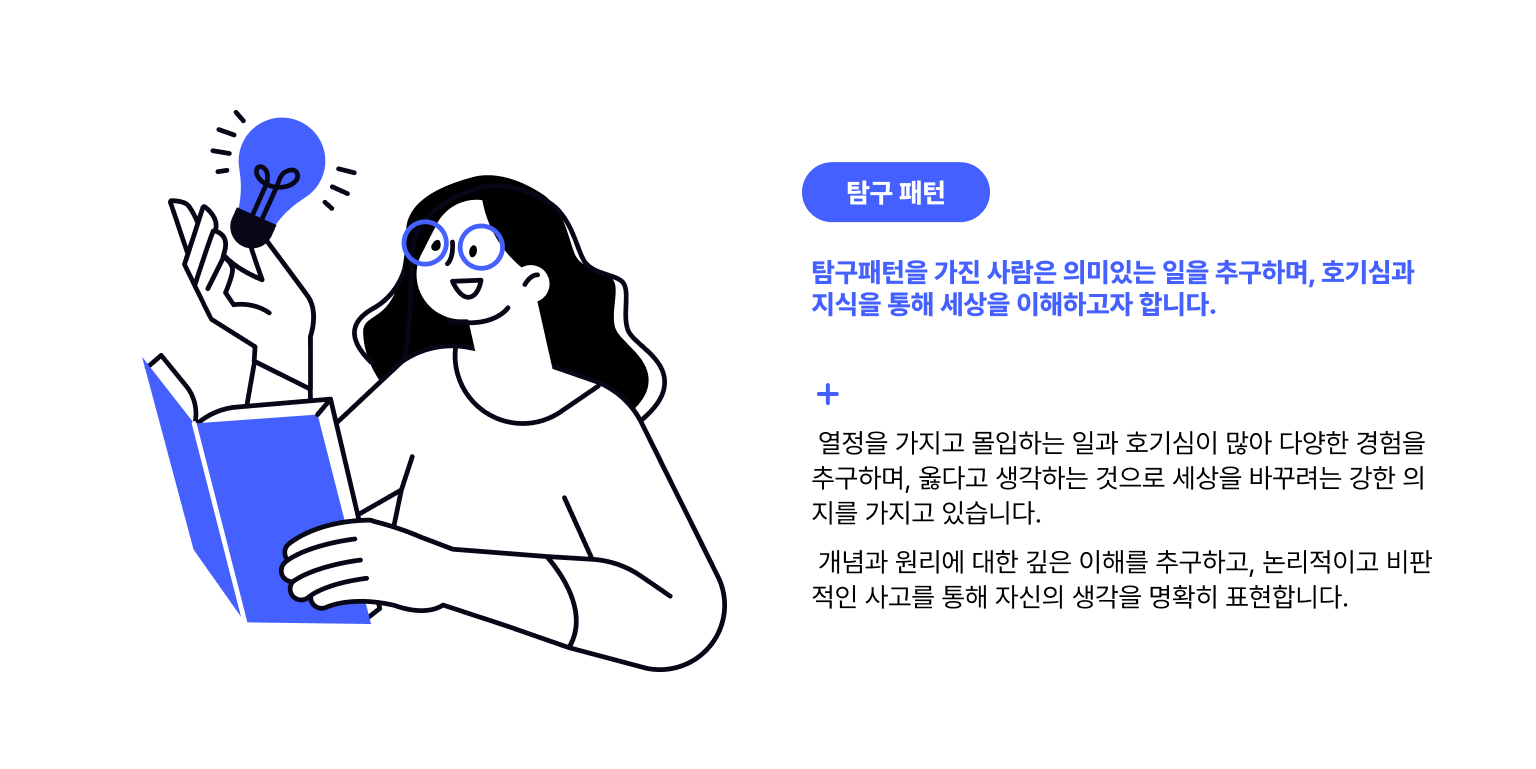 탐구 패턴
탐구패턴을 가진 사람은 의미있는 일을 추구하며, 호기심과
지식을 통해 세상을 이해하고자 합니다.
+
열정을 가지고 몰입하는 일과 호기심이 많아 다양한 경험을
추구하며, 옳다고 생각하는 것으로 세상을 바꾸려는 강한 의
지를 가지고 있습니다.
개념과 원리에 대한 깊은 이해를 추구하고, 논리적이고 비판
적인 사고를 통해 자신의 생각을 명확히 표현합니다.